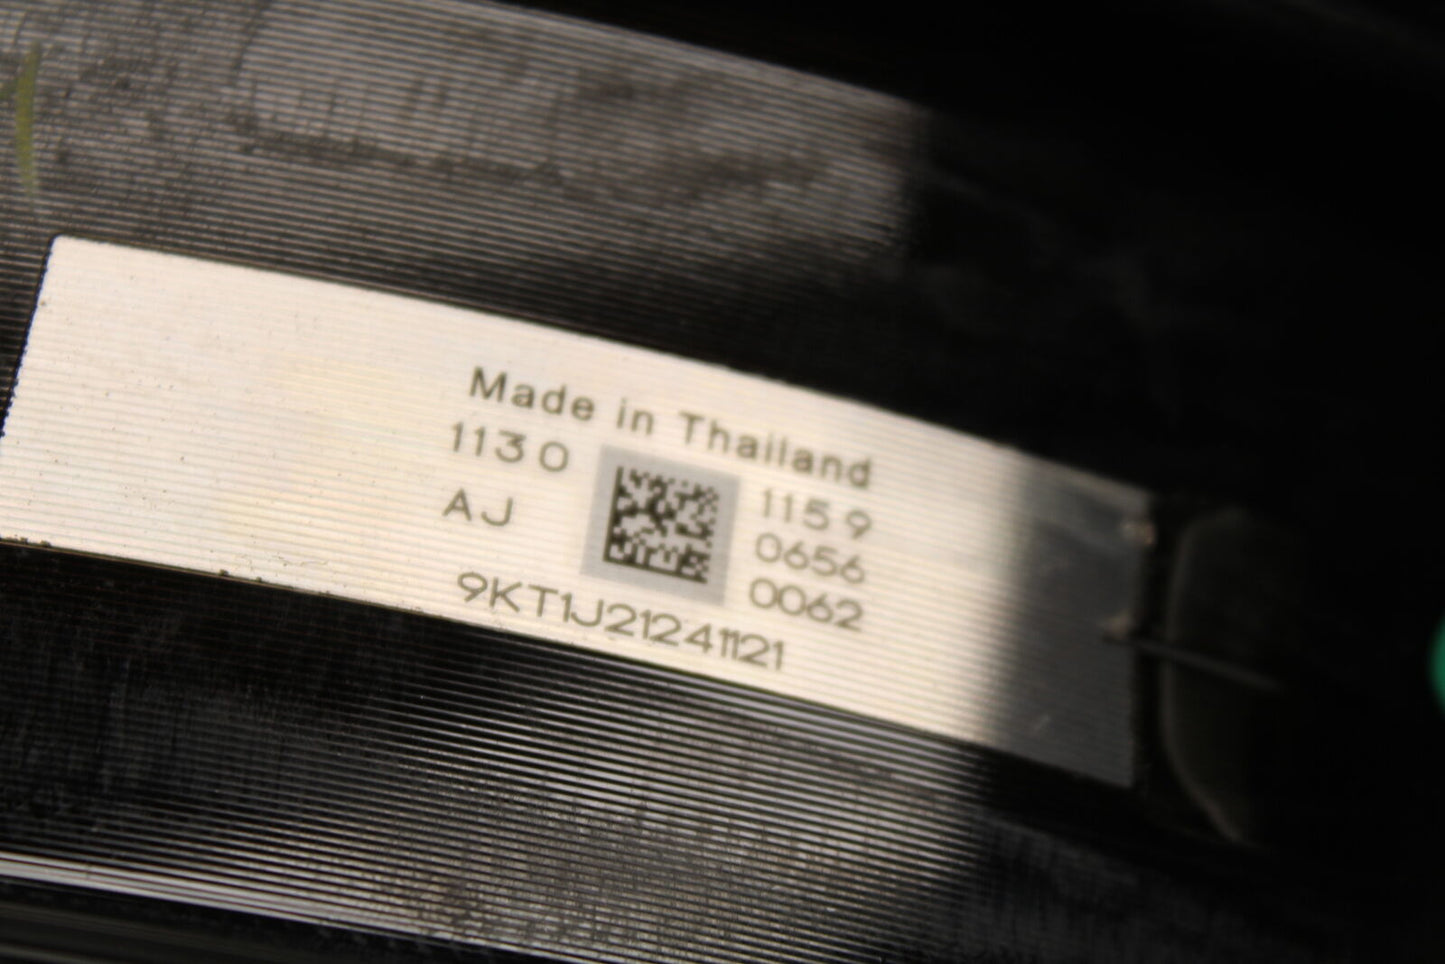 Made in Thailand
1130
AJ
1159
0656
0062
9KT1J21241121